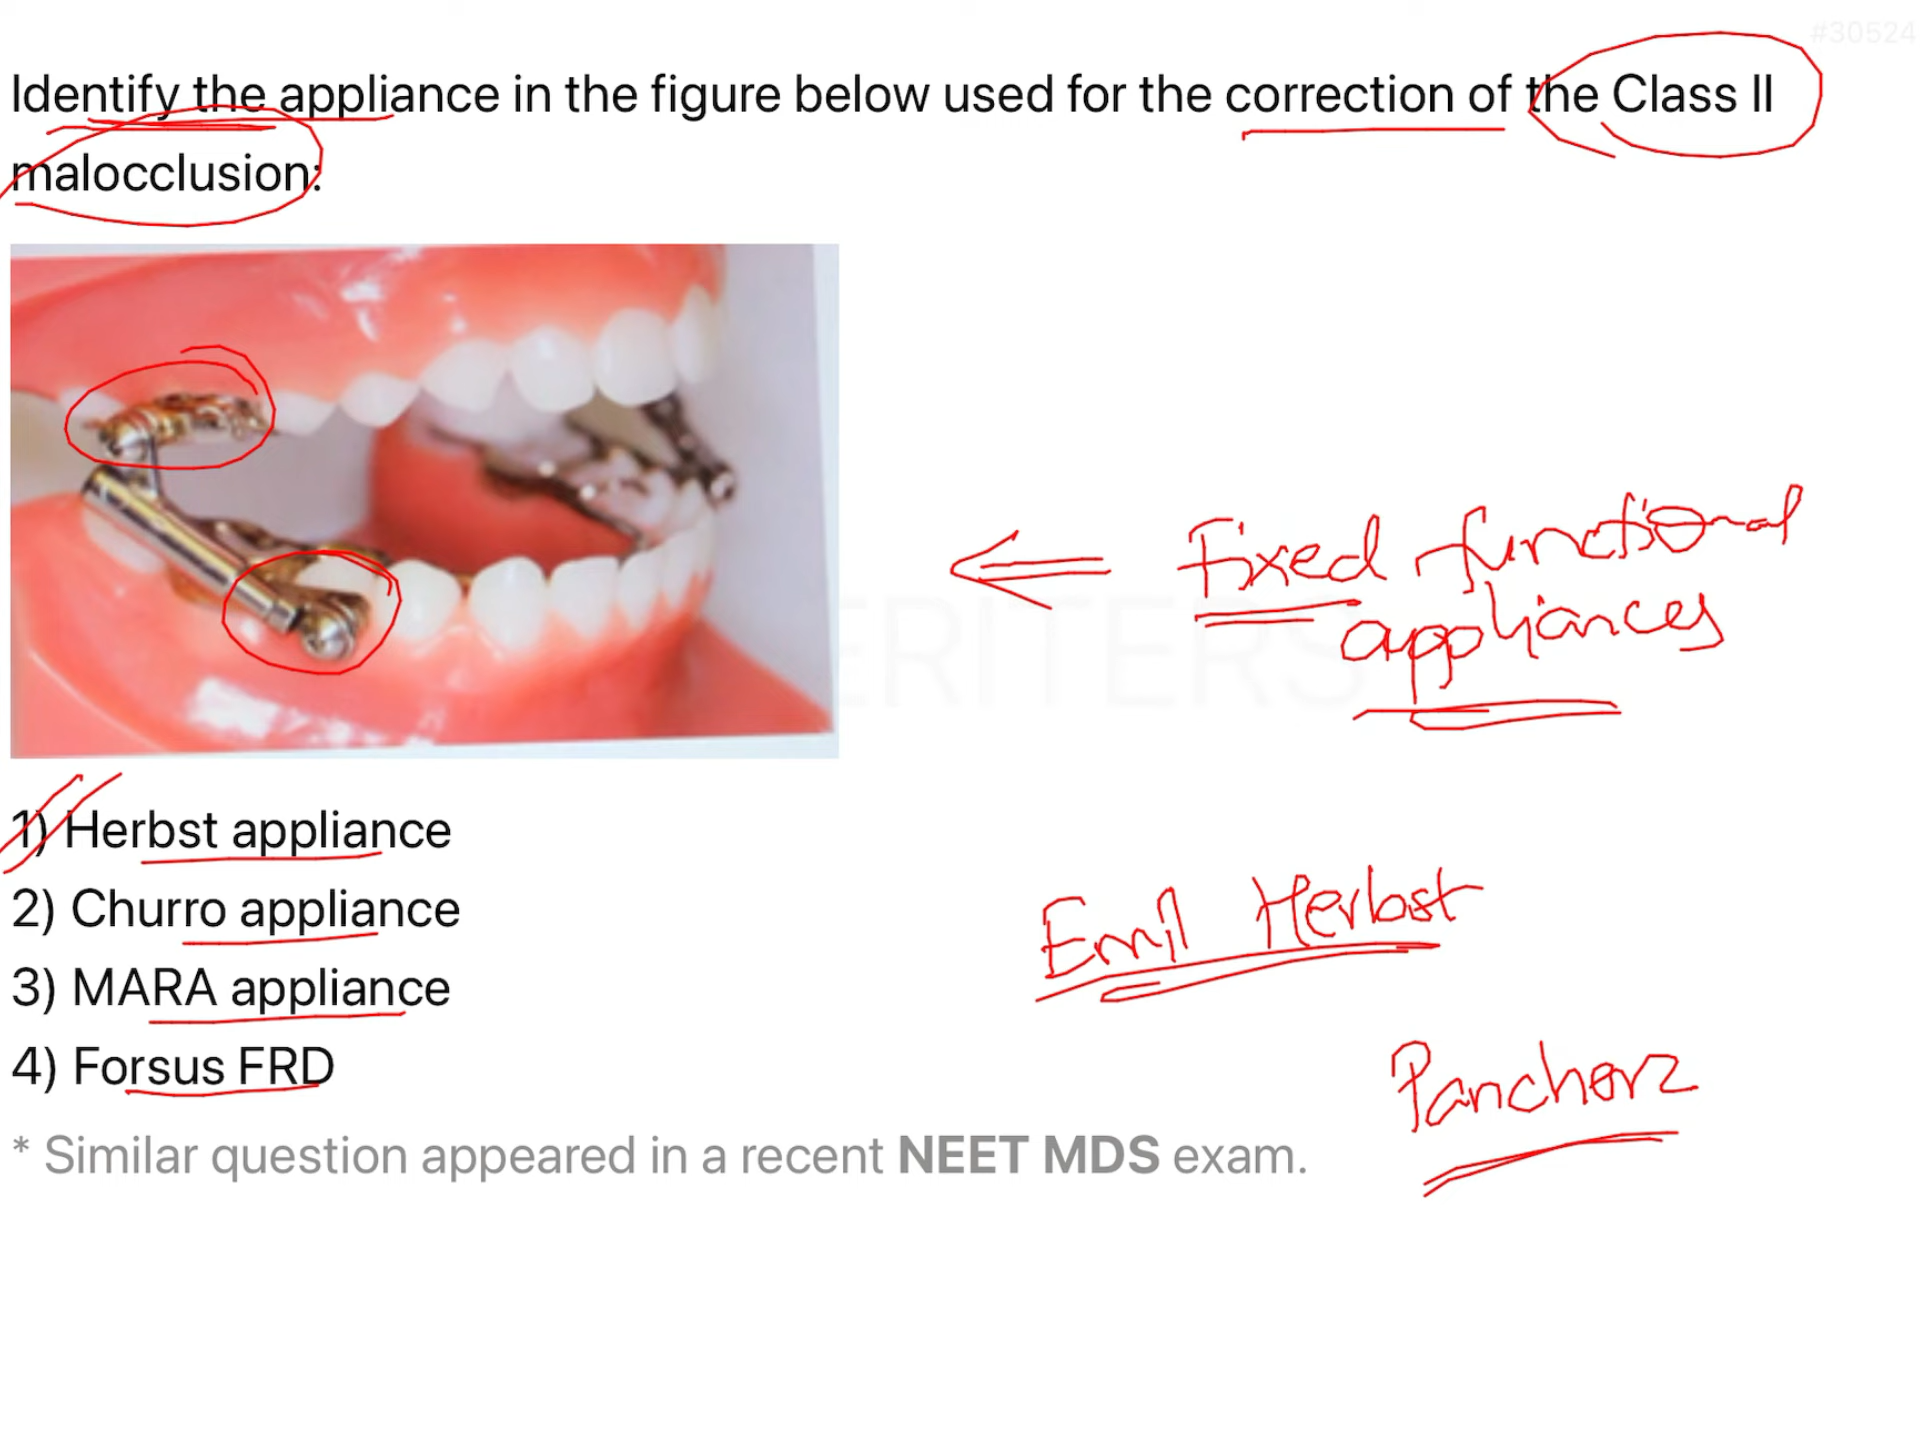 #30524
Identify the appliance in the figure below used for the correction of the Class II
malocclusion:
Fixed functional
appliances
ERITERS
1) Herbst appliance
2) Churro appliance
3) MARA appliance
4) Forsus FRD
Emil Herbst
Pancherz
* Similar question appeared in a recent NEET MDS exam.